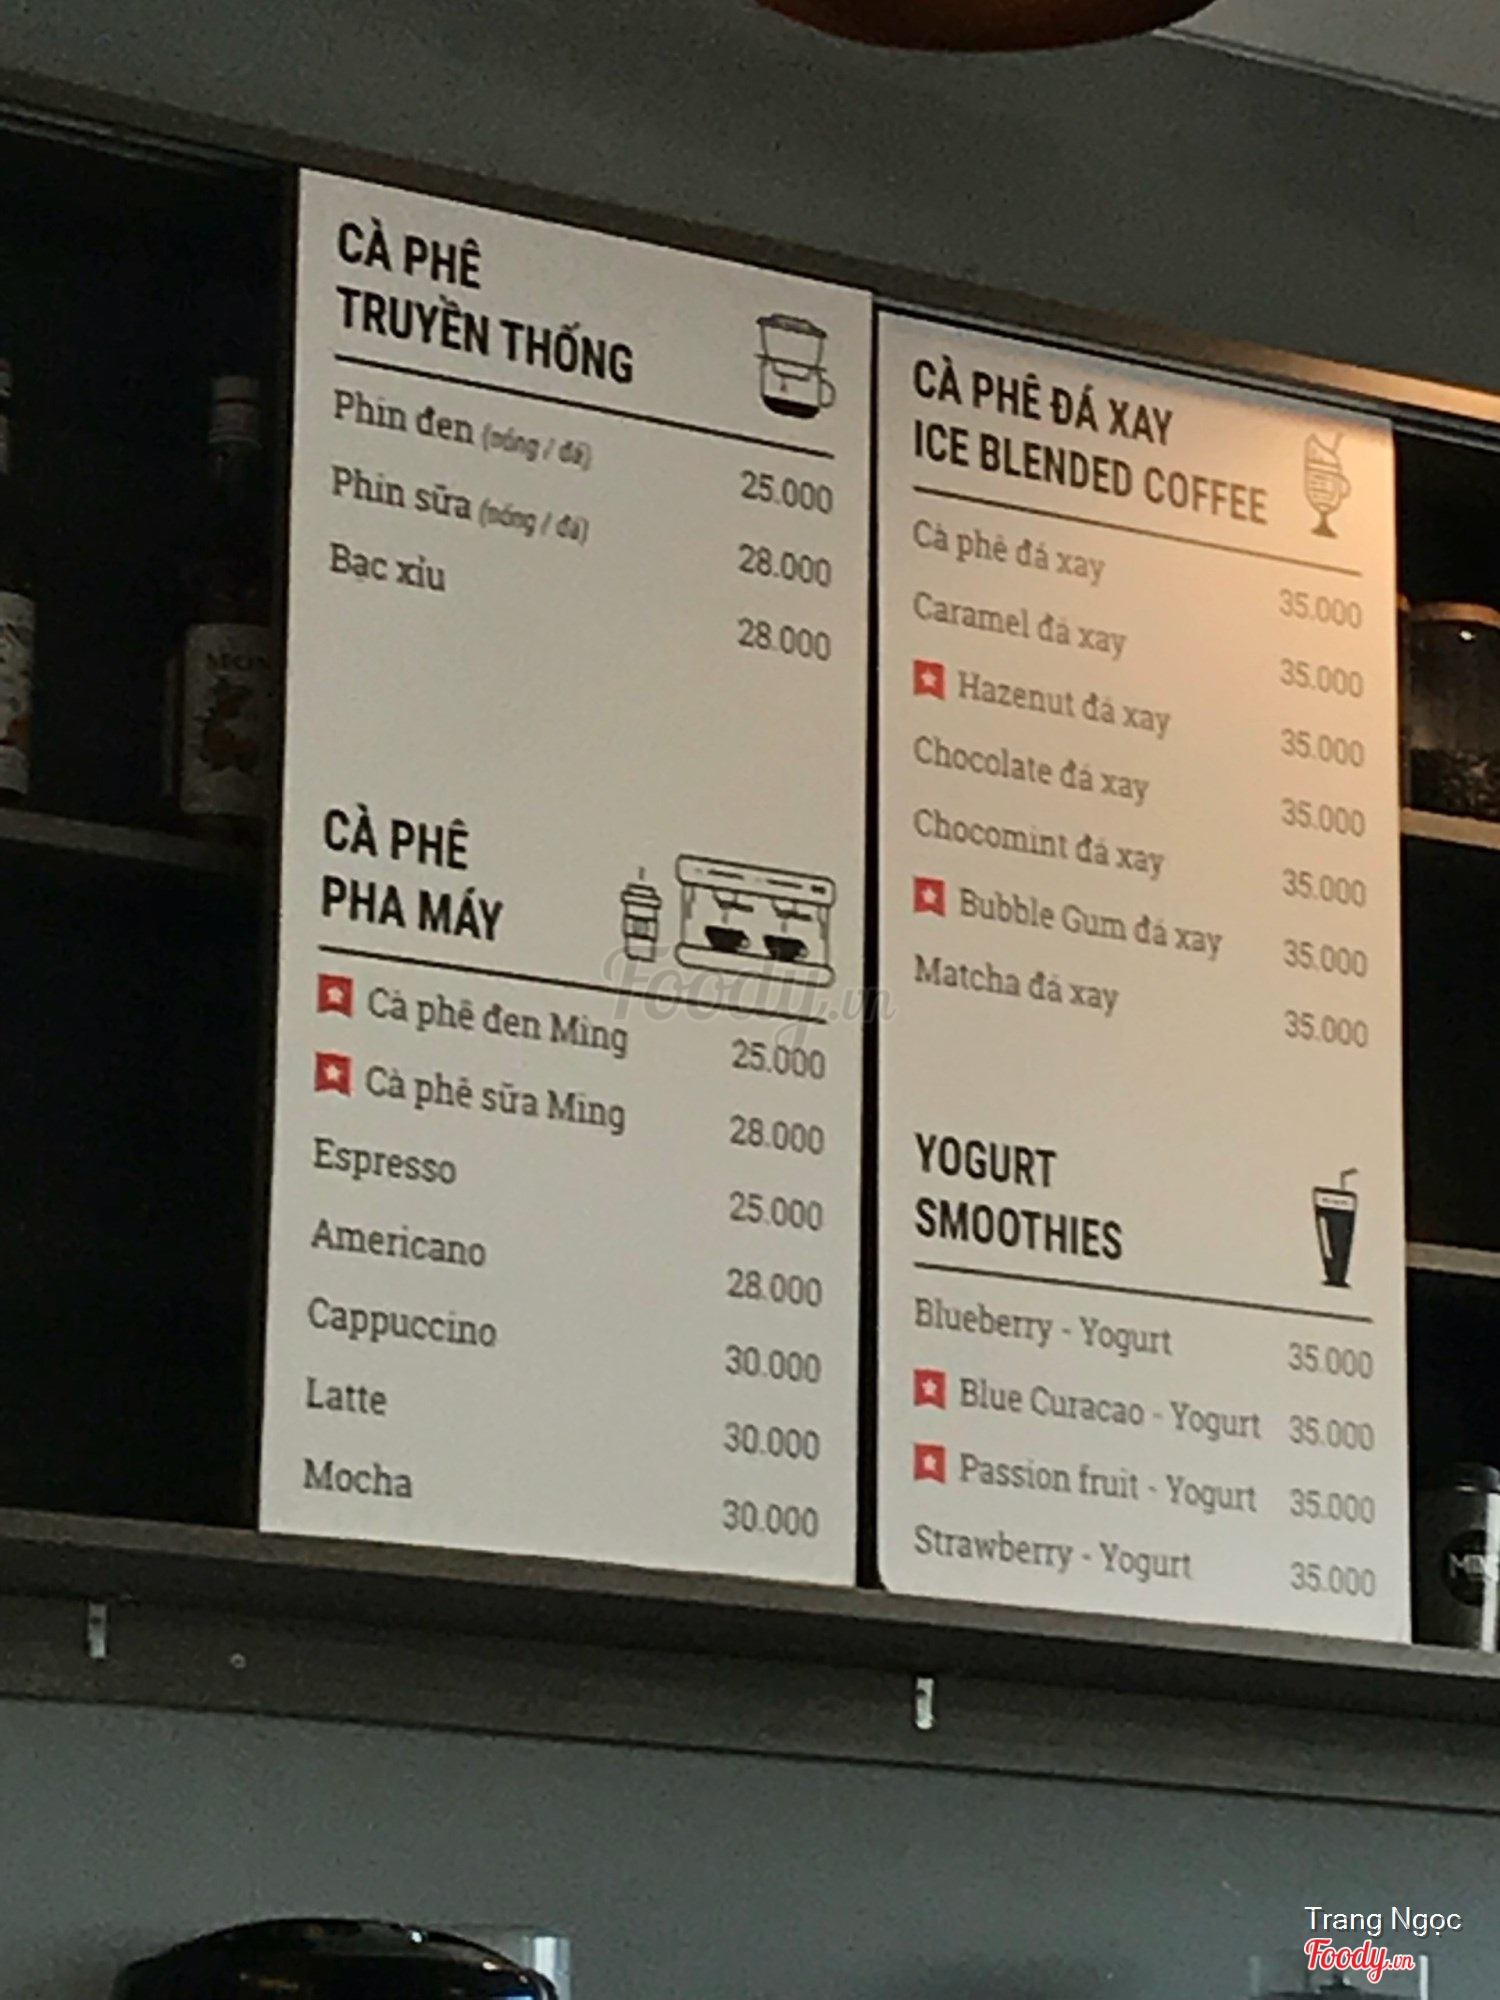 CÀ PHÊ
TRUYỀN THỐNG
Phin đen (nóng / đá) 25.000
Phin sữa (nóng / đá) 28.000
Bạc xỉu 28.000
CÀ PHÊ
PHA MÁY
Cà phê đen Ming 25.000
Cà phê sữa Ming 28.000
Espresso 25.000
Americano 28.000
Cappuccino 30.000
Latte 30.000
Mocha 30.000
CÀ PHÊ ĐÁ XAY
ICE BLENDED COFFEE
Cà phê đá xay 35.000
Caramel đá xay 35.000
Hazenut đá xay 35.000
Chocolate đá xay 35.000
Chocomint đá xay 35.000
Bubble Gum đá xay 35.000
Matcha đá xay 35.000
YOGURT
SMOOTHIES
Blueberry - Yogurt 35.000
Blue Curacao - Yogurt 35.000
Passion fruit - Yogurt 35.000
Strawberry - Yogurt 35.000
Foody.vn
Trang Ngọc
Foody.vn